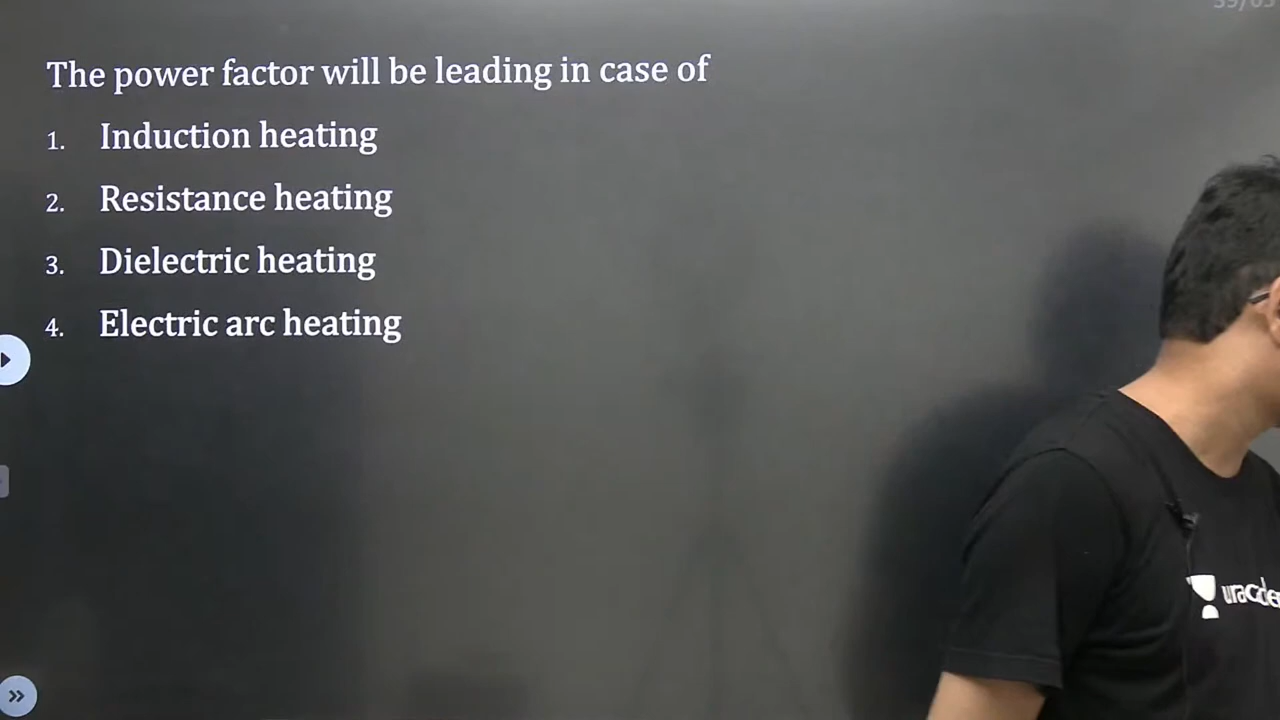 The power factor will be leading in case of
1. Induction heating
2. Resistance heating
3. Dielectric heating
4. Electric arc heating